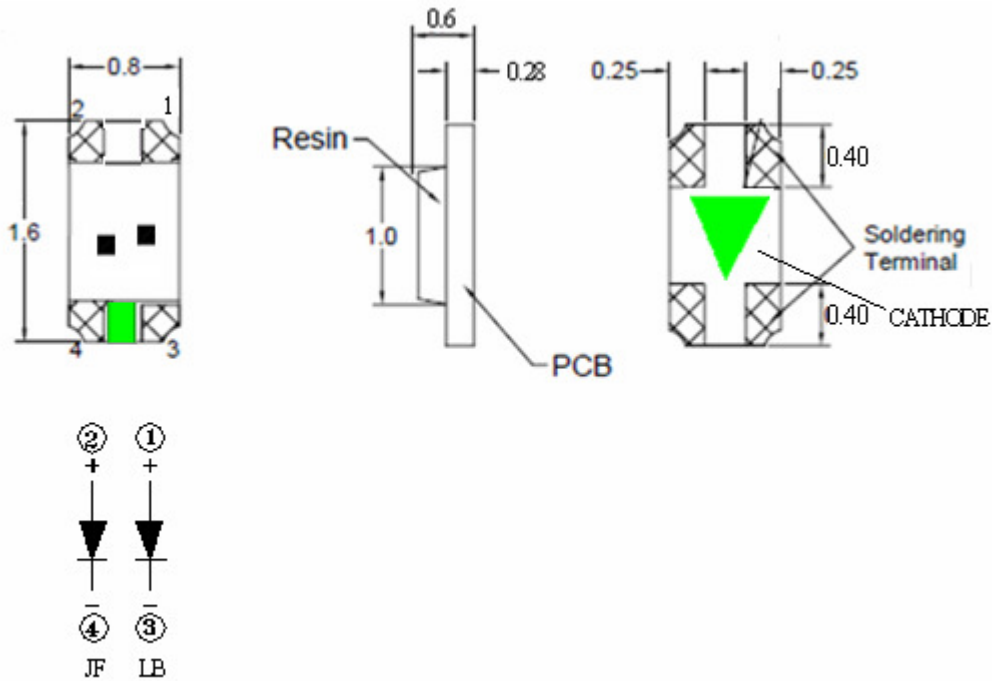 0.6
0.8
0.28
0.25
0.25
2
1
Resin
0.40
1.6
1.0
Soldering
Terminal
0.40
CATHODE
4
3
PCB
② ①
+ +
− −
④ ③
JF LB